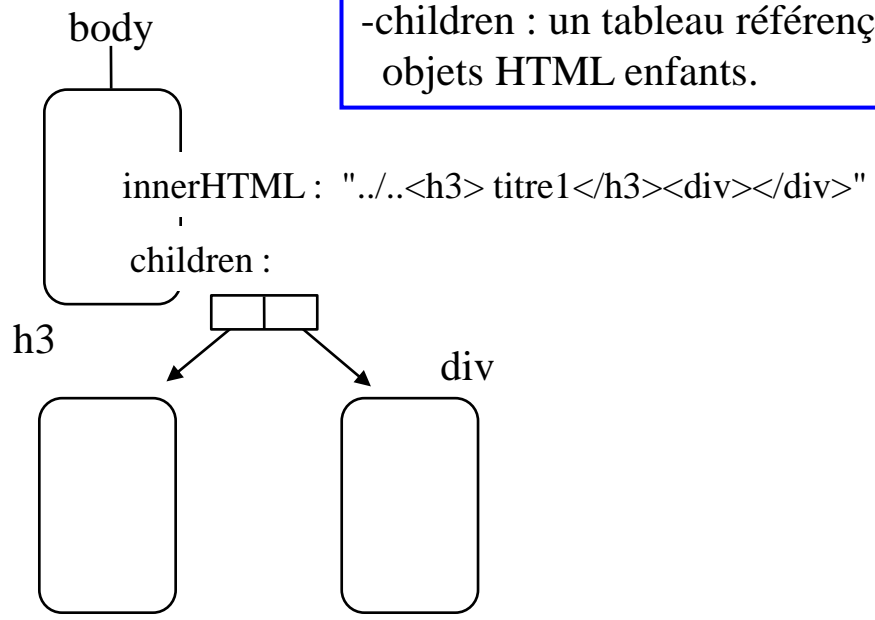 -children : un tableau référenç
objets HTML enfants.
body
innerHTML : "../..<h3> titre1</h3><div></div>"
children :
h3
div